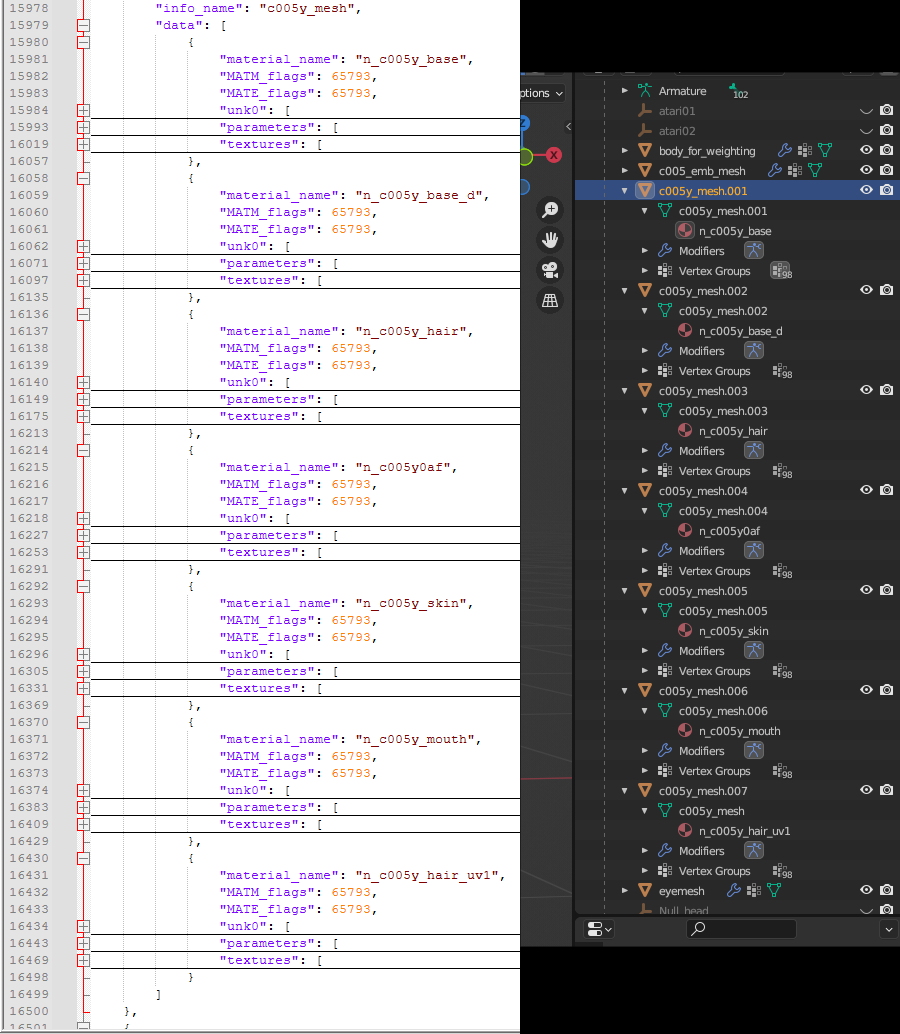 15978 "info_name": "c005y_mesh",
15979 "data": [
15980 {
15981 "material_name": "n_c005y_base",
15982 "MATM_flags": 65793,
15983 "MATE_flags": 65793,
15984 "unk0": [
15993 "parameters": [
16019 "textures": [
16057 },
16058 {
16059 "material_name": "n_c005y_base_d",
16060 "MATM_flags": 65793,
16061 "MATE_flags": 65793,
16062 "unk0": [
16071 "parameters": [
16097 "textures": [
16135 },
16136 {
16137 "material_name": "n_c005y_hair",
16138 "MATM_flags": 65793,
16139 "MATE_flags": 65793,
16140 "unk0": [
16149 "parameters": [
16175 "textures": [
16213 },
16214 {
16215 "material_name": "n_c005y0af",
16216 "MATM_flags": 65793,
16217 "MATE_flags": 65793,
16218 "unk0": [
16227 "parameters": [
16253 "textures": [
16291 },
16292 {
16293 "material_name": "n_c005y_skin",
16294 "MATM_flags": 65793,
16295 "MATE_flags": 65793,
16296 "unk0": [
16305 "parameters": [
16331 "textures": [
16369 },
16370 {
16371 "material_name": "n_c005y_mouth",
16372 "MATM_flags": 65793,
16373 "MATE_flags": 65793,
16374 "unk0": [
16383 "parameters": [
16409 "textures": [
16429 },
16430 {
16431 "material_name": "n_c005y_hair_uv1",
16432 "MATM_flags": 65793,
16433 "MATE_flags": 65793,
16434 "unk0": [
16443 "parameters": [
16469 "textures": [
16498 }
16499 ]
16500 },
16501 {
ptions
Z
X
Armature 102
atari01
atari02
body_for_weighting
c005_emb_mesh
c005y_mesh.001
c005y_mesh.001
n_c005y_base
Modifiers
Vertex Groups 98
c005y_mesh.002
c005y_mesh.002
n_c005y_base_d
Modifiers
Vertex Groups 98
c005y_mesh.003
c005y_mesh.003
n_c005y_hair
Modifiers
Vertex Groups 98
c005y_mesh.004
c005y_mesh.004
n_c005y0af
Modifiers
Vertex Groups 98
c005y_mesh.005
c005y_mesh.005
n_c005y_skin
Modifiers
Vertex Groups 98
c005y_mesh.006
c005y_mesh.006
n_c005y_mouth
Modifiers
Vertex Groups 98
c005y_mesh.007
c005y_mesh
n_c005y_hair_uv1
Modifiers
Vertex Groups 98
eyemesh
Null_head